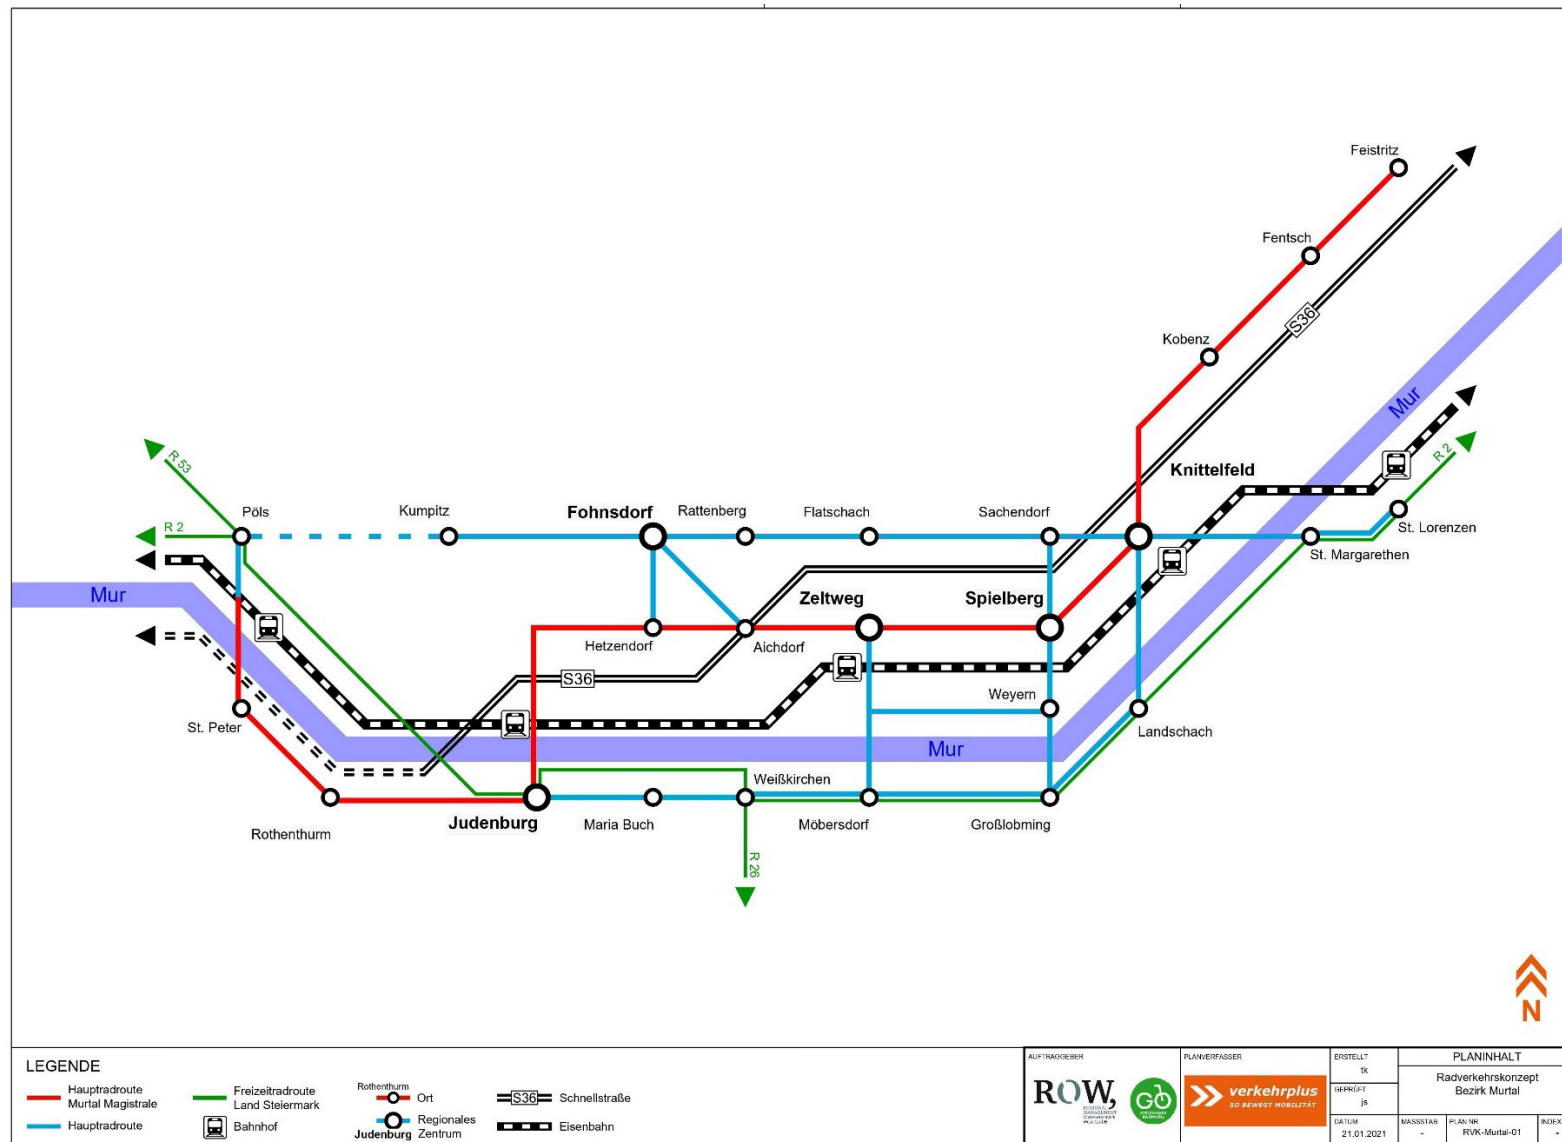 Feistritz
Fentsch
S36
Kobenz
Mur
R 53
Knittelfeld
R 2
R 2
Pöls
Kumpitz
Fohnsdorf
Rattenberg
Flatschach
Sachendorf
St. Lorenzen
St. Margarethen
Mur
Zeltweg
Spielberg
Hetzendorf
Aichdorf
S36
Weyern
St. Peter
Landschach
Mur
Weißkirchen
Rothenthurm
Judenburg
Maria Buch
Möbersdorf
Großlobming
R 26
N
LEGENDE
Hauptradroute
Murtal Magistrale
Hauptradroute
Freizeitradroute
Land Steiermark
Bahnhof
Rothenthurm
Ort
Judenburg
Regionales
Zentrum
S36
Schnellstraße
Eisenbahn
AUFTRAGGEBER
ROW,
REGIONAL
MANAGEMENT
GO
PLANVERFASSER
verkehrplus
SO BEWEGT MOBILITÄT
ERSTELLT
tk
GEPRÜFT
js
DATUM
21.01.2021
PLANINHALT
Radverkehrskonzept
Bezirk Murtal
MASSSTAB
-
PLAN NR.
RVK-Murtal-01
INDEX
-